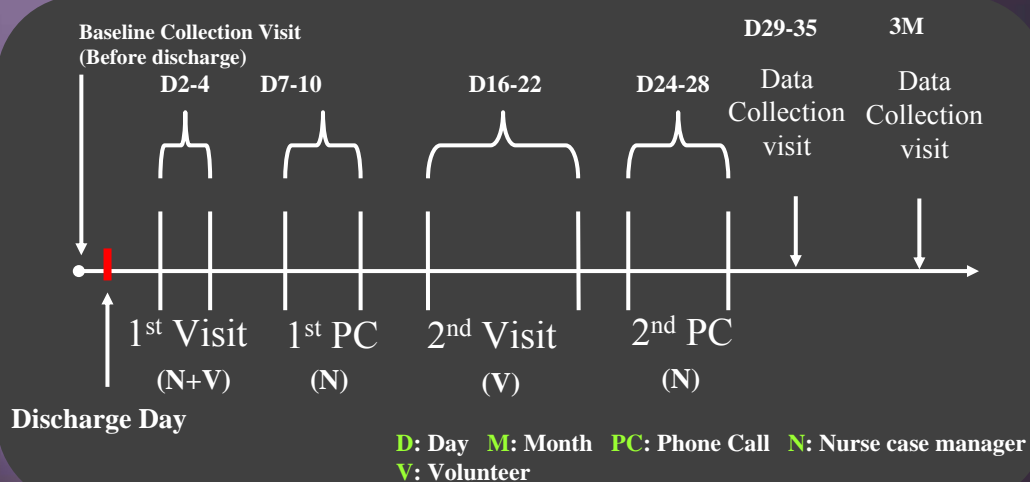 Baseline Collection Visit
(Before discharge)
D2-4
D7-10
D16-22
D24-28
D29-35
Data
Collection
visit
3M
Data
Collection
visit
1st Visit
(N+V)
1st PC
(N)
2nd Visit
(V)
2nd PC
(N)
Discharge Day
D: Day M: Month PC: Phone Call N: Nurse case manager
V: Volunteer